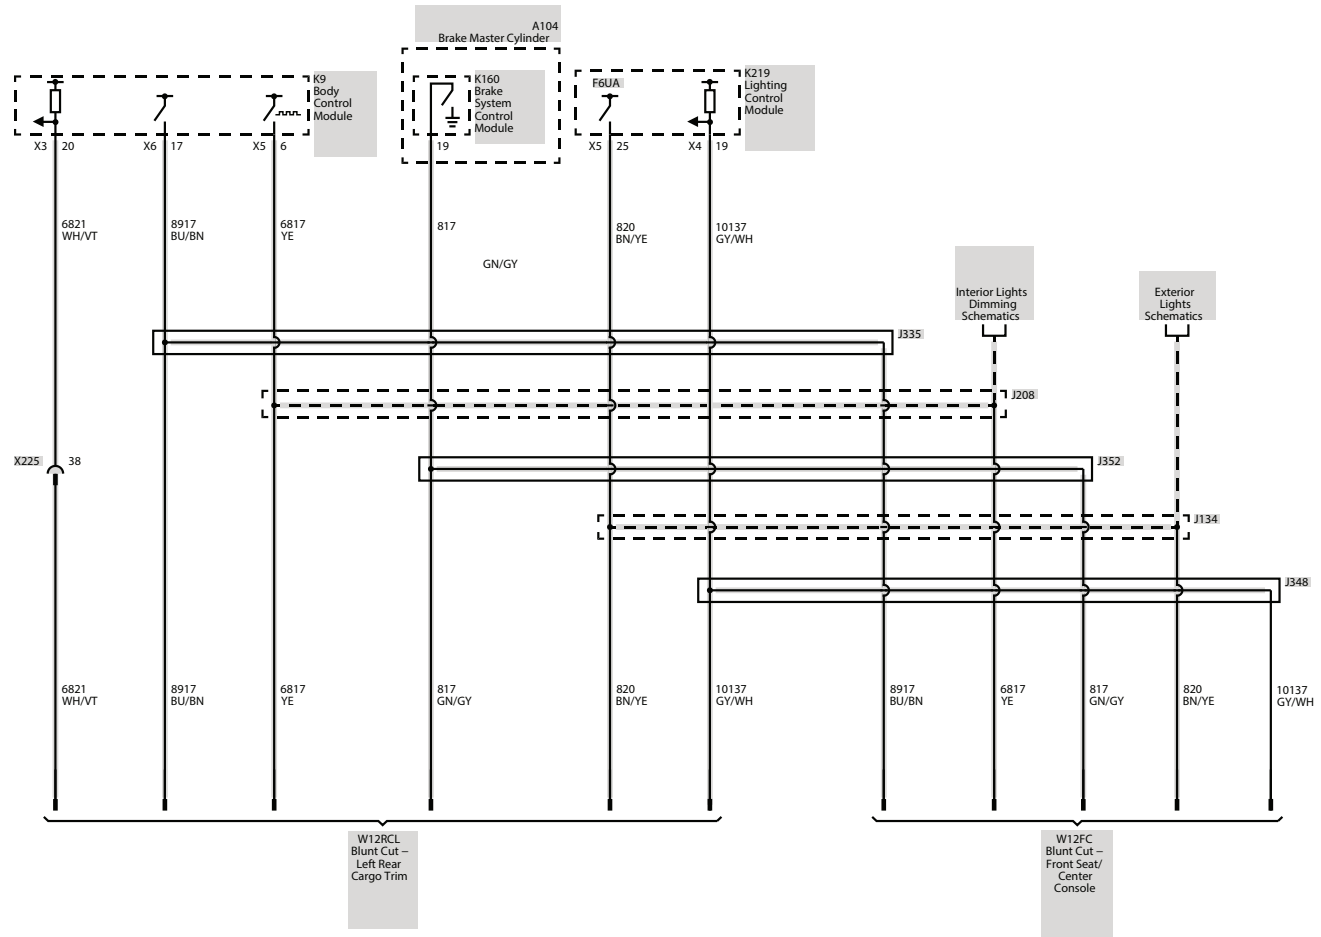 A104
Brake Master Cylinder
K9
Body
Control
Module
K160
Brake
System
Control
Module
F6UA
K219
Lighting
Control
Module
X3 20
X6 17
X5 6
19
X5 25
X4 19
6821
WH/VT
8917
BU/BN
6817
YE
817
GN/GY
820
BN/YE
10137
GY/WH
Interior Lights
Dimming
Schematics
Exterior
Lights
Schematics
J335
J208
X225 38
J352
J134
J348
6821
WH/VT
8917
BU/BN
6817
YE
817
GN/GY
820
BN/YE
10137
GY/WH
8917
BU/BN
6817
YE
817
GN/GY
820
BN/YE
10137
GY/WH
W12RCL
Blunt Cut –
Left Rear
Cargo Trim
W12FC
Blunt Cut –
Front Seat/
Center
Console